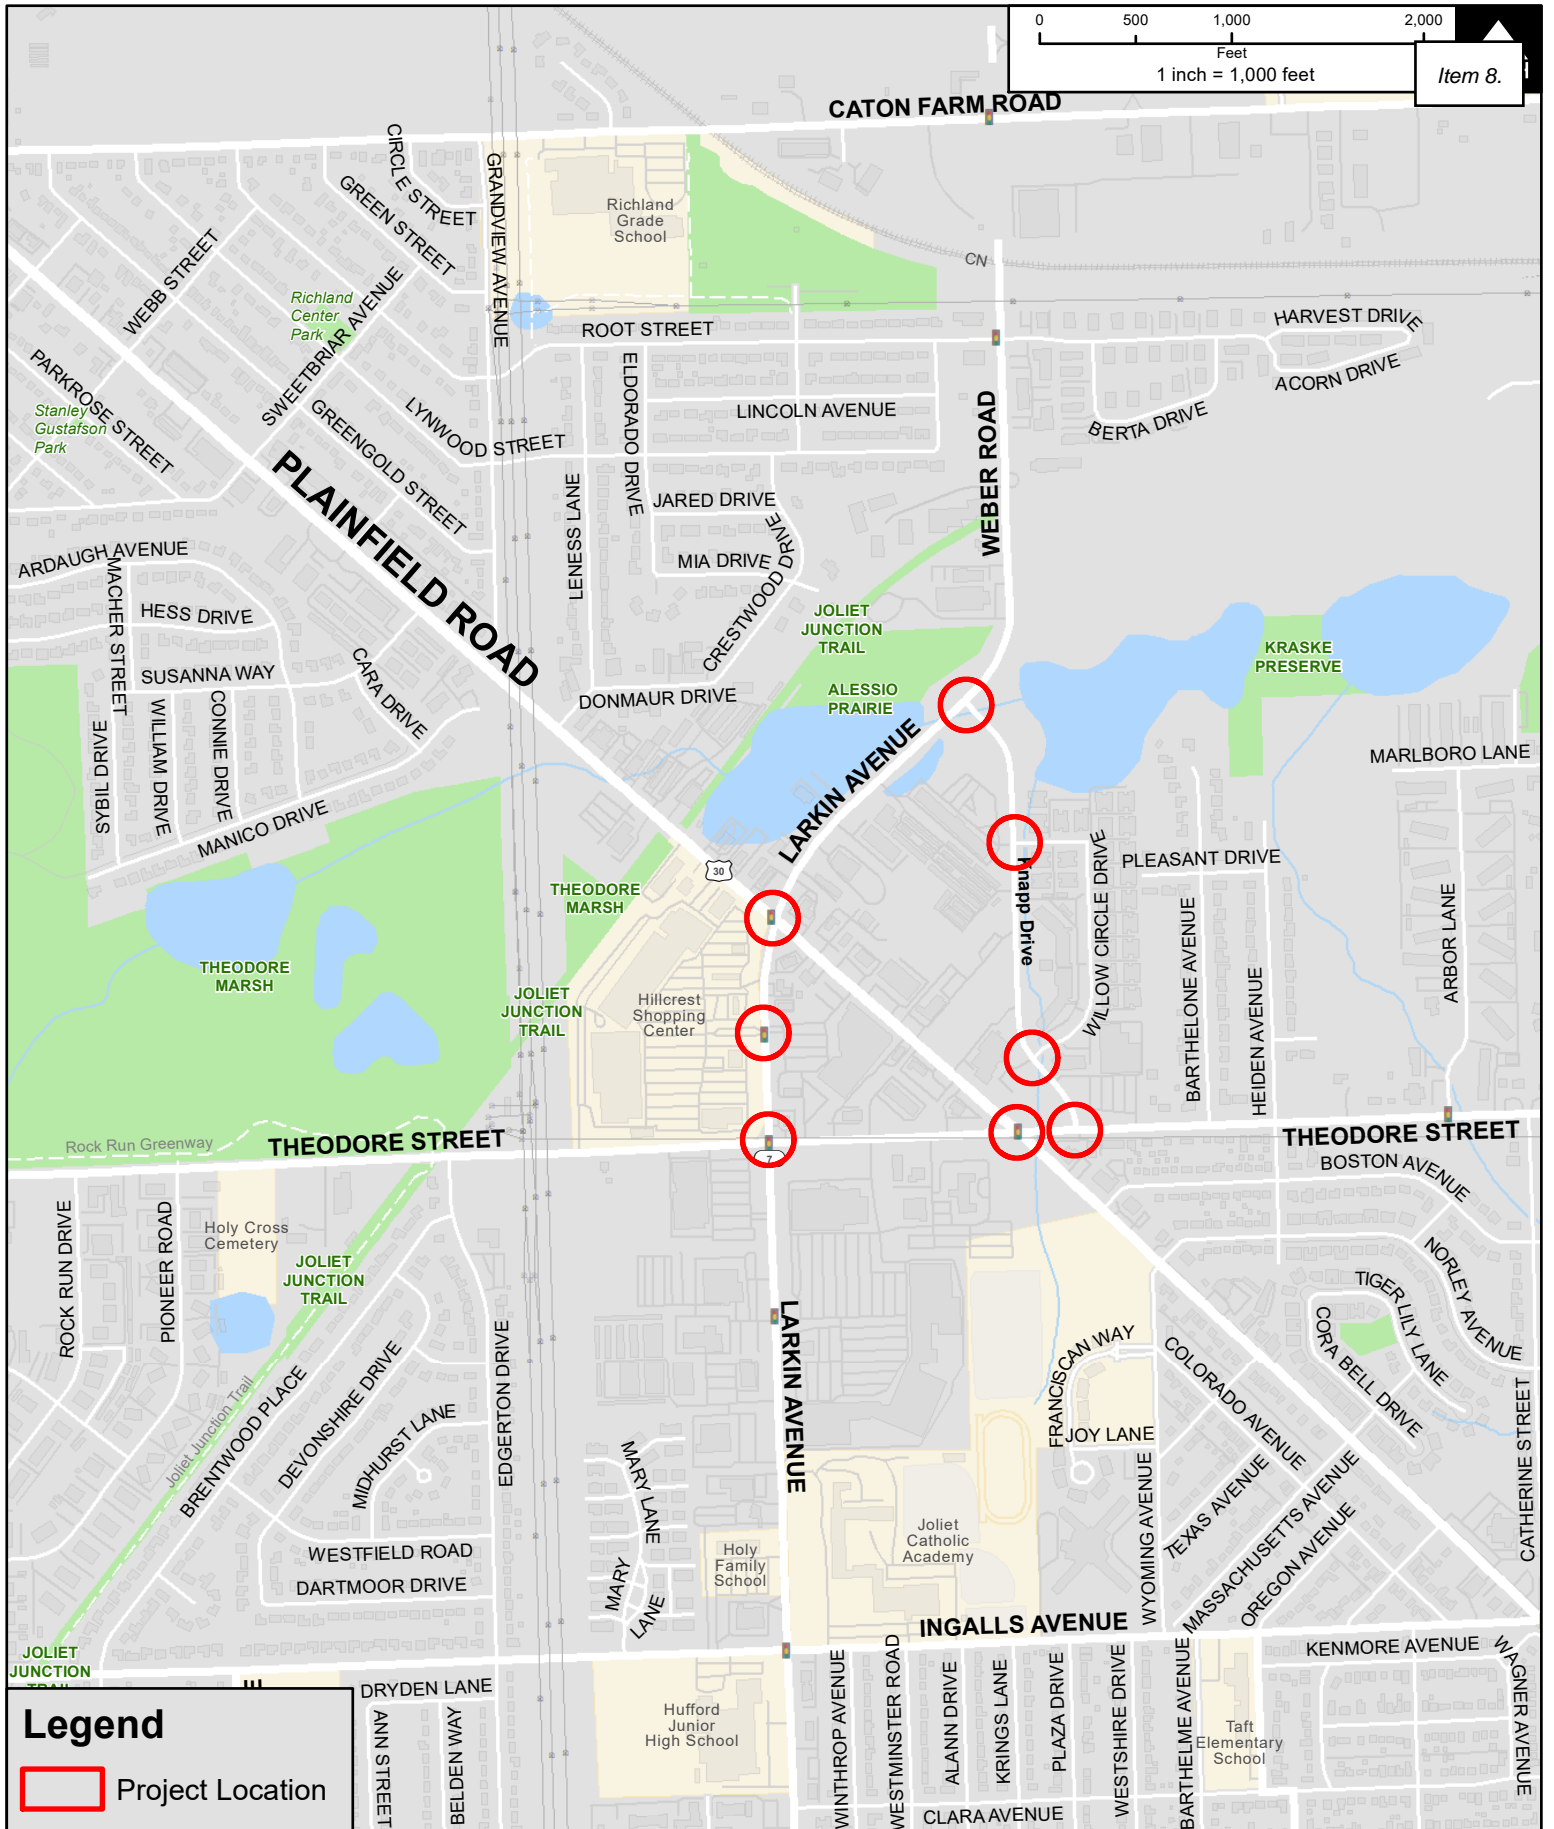 0 500 1,000 2,000
Feet
1 inch = 1,000 feet
Item 8.
CATON FARM ROAD
CIRCLE STREET
GREEN STREET
GRANDVIEW AVENUE
Richland
Grade
School
WEBB STREET
CN
Richland
Center
Park
SWEETBRIAR AVENUE
ROOT STREET
HARVEST DRIVE
ACORN DRIVE
PARKROSE STREET
Stanley
Gustafson
Park
GREENGOLD STREET
LYNWOOD STREET
ELDORADO DRIVE
LINCOLN AVENUE
BERTA DRIVE
WEBER ROAD
PLAINFIELD ROAD
LENESS LANE
JARED DRIVE
MIA DRIVE
CRESTWOOD DRIVE
ARDAUGH AVENUE
MACHER STREET
HESS DRIVE
SUSANNA WAY
CARA DRIVE
JOLIET
JUNCTION
TRAIL
KRASKE
PRESERVE
DONMAUR DRIVE
ALESSIO
PRAIRIE
SYBIL DRIVE
WILLIAM DRIVE
CONNIE DRIVE
MANICO DRIVE
LARKIN AVENUE
MARLBORO LANE
30
THEODORE
MARSH
Knapp Drive
WILLOW CIRCLE DRIVE
PLEASANT DRIVE
BARTHELONE AVENUE
HEIDEN AVENUE
ARBOR LANE
THEODORE
MARSH
JOLIET
JUNCTION
TRAIL
Hillcrest
Shopping
Center
Rock Run Greenway
THEODORE STREET
7
THEODORE STREET
BOSTON AVENUE
ROCK RUN DRIVE
PIONEER ROAD
Holy Cross
Cemetery
JOLIET
JUNCTION
TRAIL
NORLEY AVENUE
TIGER LILY LANE
CORA BELL DRIVE
LARKIN AVENUE
FRANCISCAN WAY
COLORADO AVENUE
EDGERTON DRIVE
Joliet Junction Trail
BRENTWOOD PLACE
DEVONSHIRE DRIVE
MIDHURST LANE
JOY LANE
CATHERINE STREET
MARY LANE
WYOMING AVENUE
TEXAS AVENUE
MASSACHUSETTS AVENUE
OREGON AVENUE
Joliet
Catholic
Academy
Holy
Family
School
WESTFIELD ROAD
DARTMOOR DRIVE
MARY
LANE
INGALLS AVENUE
KENMORE AVENUE
WAGNER AVENUE
JOLIET
JUNCTION
TRAIL
DRYDEN LANE
ANN STREET
BELDEN WAY
Hufford
Junior
High School
WINTHROP AVENUE
WESTMINSTER ROAD
ALANN DRIVE
KRINGS LANE
PLAZA DRIVE
WESTSHIRE DRIVE
BARTHELME AVENUE
Taft
Elementary
School
CLARA AVENUE
Legend
Project Location